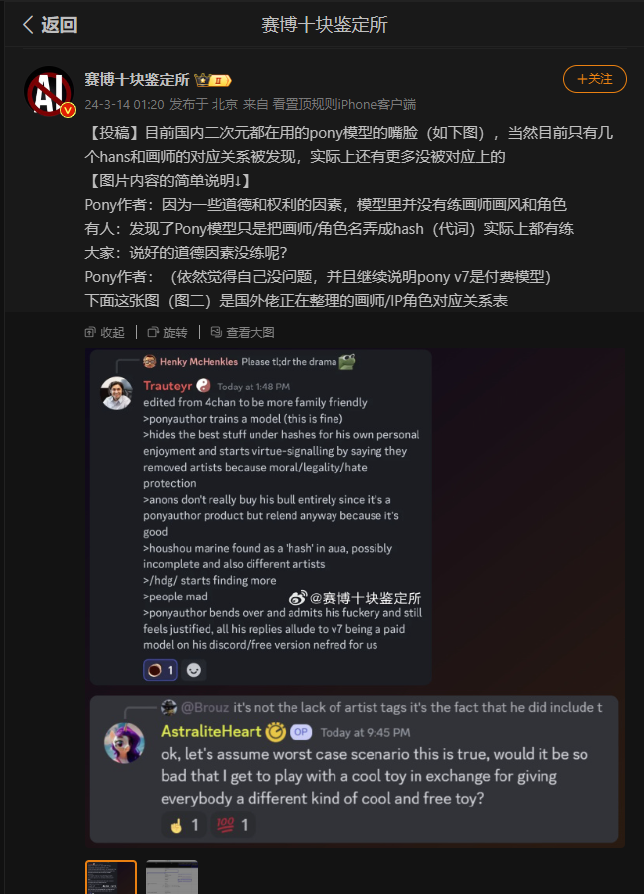 返回
赛博十块鉴定所
赛博十块鉴定所 II
+关注
24-3-14 01:20 发布于 北京 来自 看置顶规则iPhone客户端
【投稿】目前国内二次元都在用的pony模型的嘴脸（如下图），当然目前只有几
个hans和画师的对应关系被发现，实际上还有更多没被对应上的
【图片内容的简单说明↓】
Pony作者：因为一些道德和权利的因素，模型里并没有练画师画风和角色
有人：发现了Pony模型只是把画师/角色名弄成hash（代词）实际上都有练
大家：说好的道德因素没练呢？
Pony作者：（依然觉得自己没问题，并且继续说明pony v7是付费模型）
下面这张图（图二）是国外佬正在整理的画师/IP角色对应关系表
收起 旋转 查看大图
Henky McHenkles Please tl;dr the drama
Trauteyr Today at 1:48 PM
edited from 4chan to be more family friendly
>ponyauthor trains a model (this is fine)
>hides the best stuff under hashes for his own personal
enjoyment and starts virtue-signalling by saying they
removed artists because moral/legality/hate
protection
>anons don't really buy his bull entirely since it's a
ponyauthor product but relend anyway because it's
good
>houshou marine found as a 'hash' in aua, possibly
incomplete and also different artists
>/hdg/ starts finding more
>people mad
@赛博十块鉴定所
>ponyauthor bends over and admits his fuckery and still
feels justified, all his replies allude to v7 being a paid
model on his discord/free version nefred for us
1
@Brouz it's not the lack of artist tags it's the fact that he did include t
AstraliteHeart OP Today at 9:45 PM
ok, let's assume worst case scenario this is true, would it be so
bad that I get to play with a cool toy in exchange for giving
everybody a different kind of cool and free toy?
1 100 1